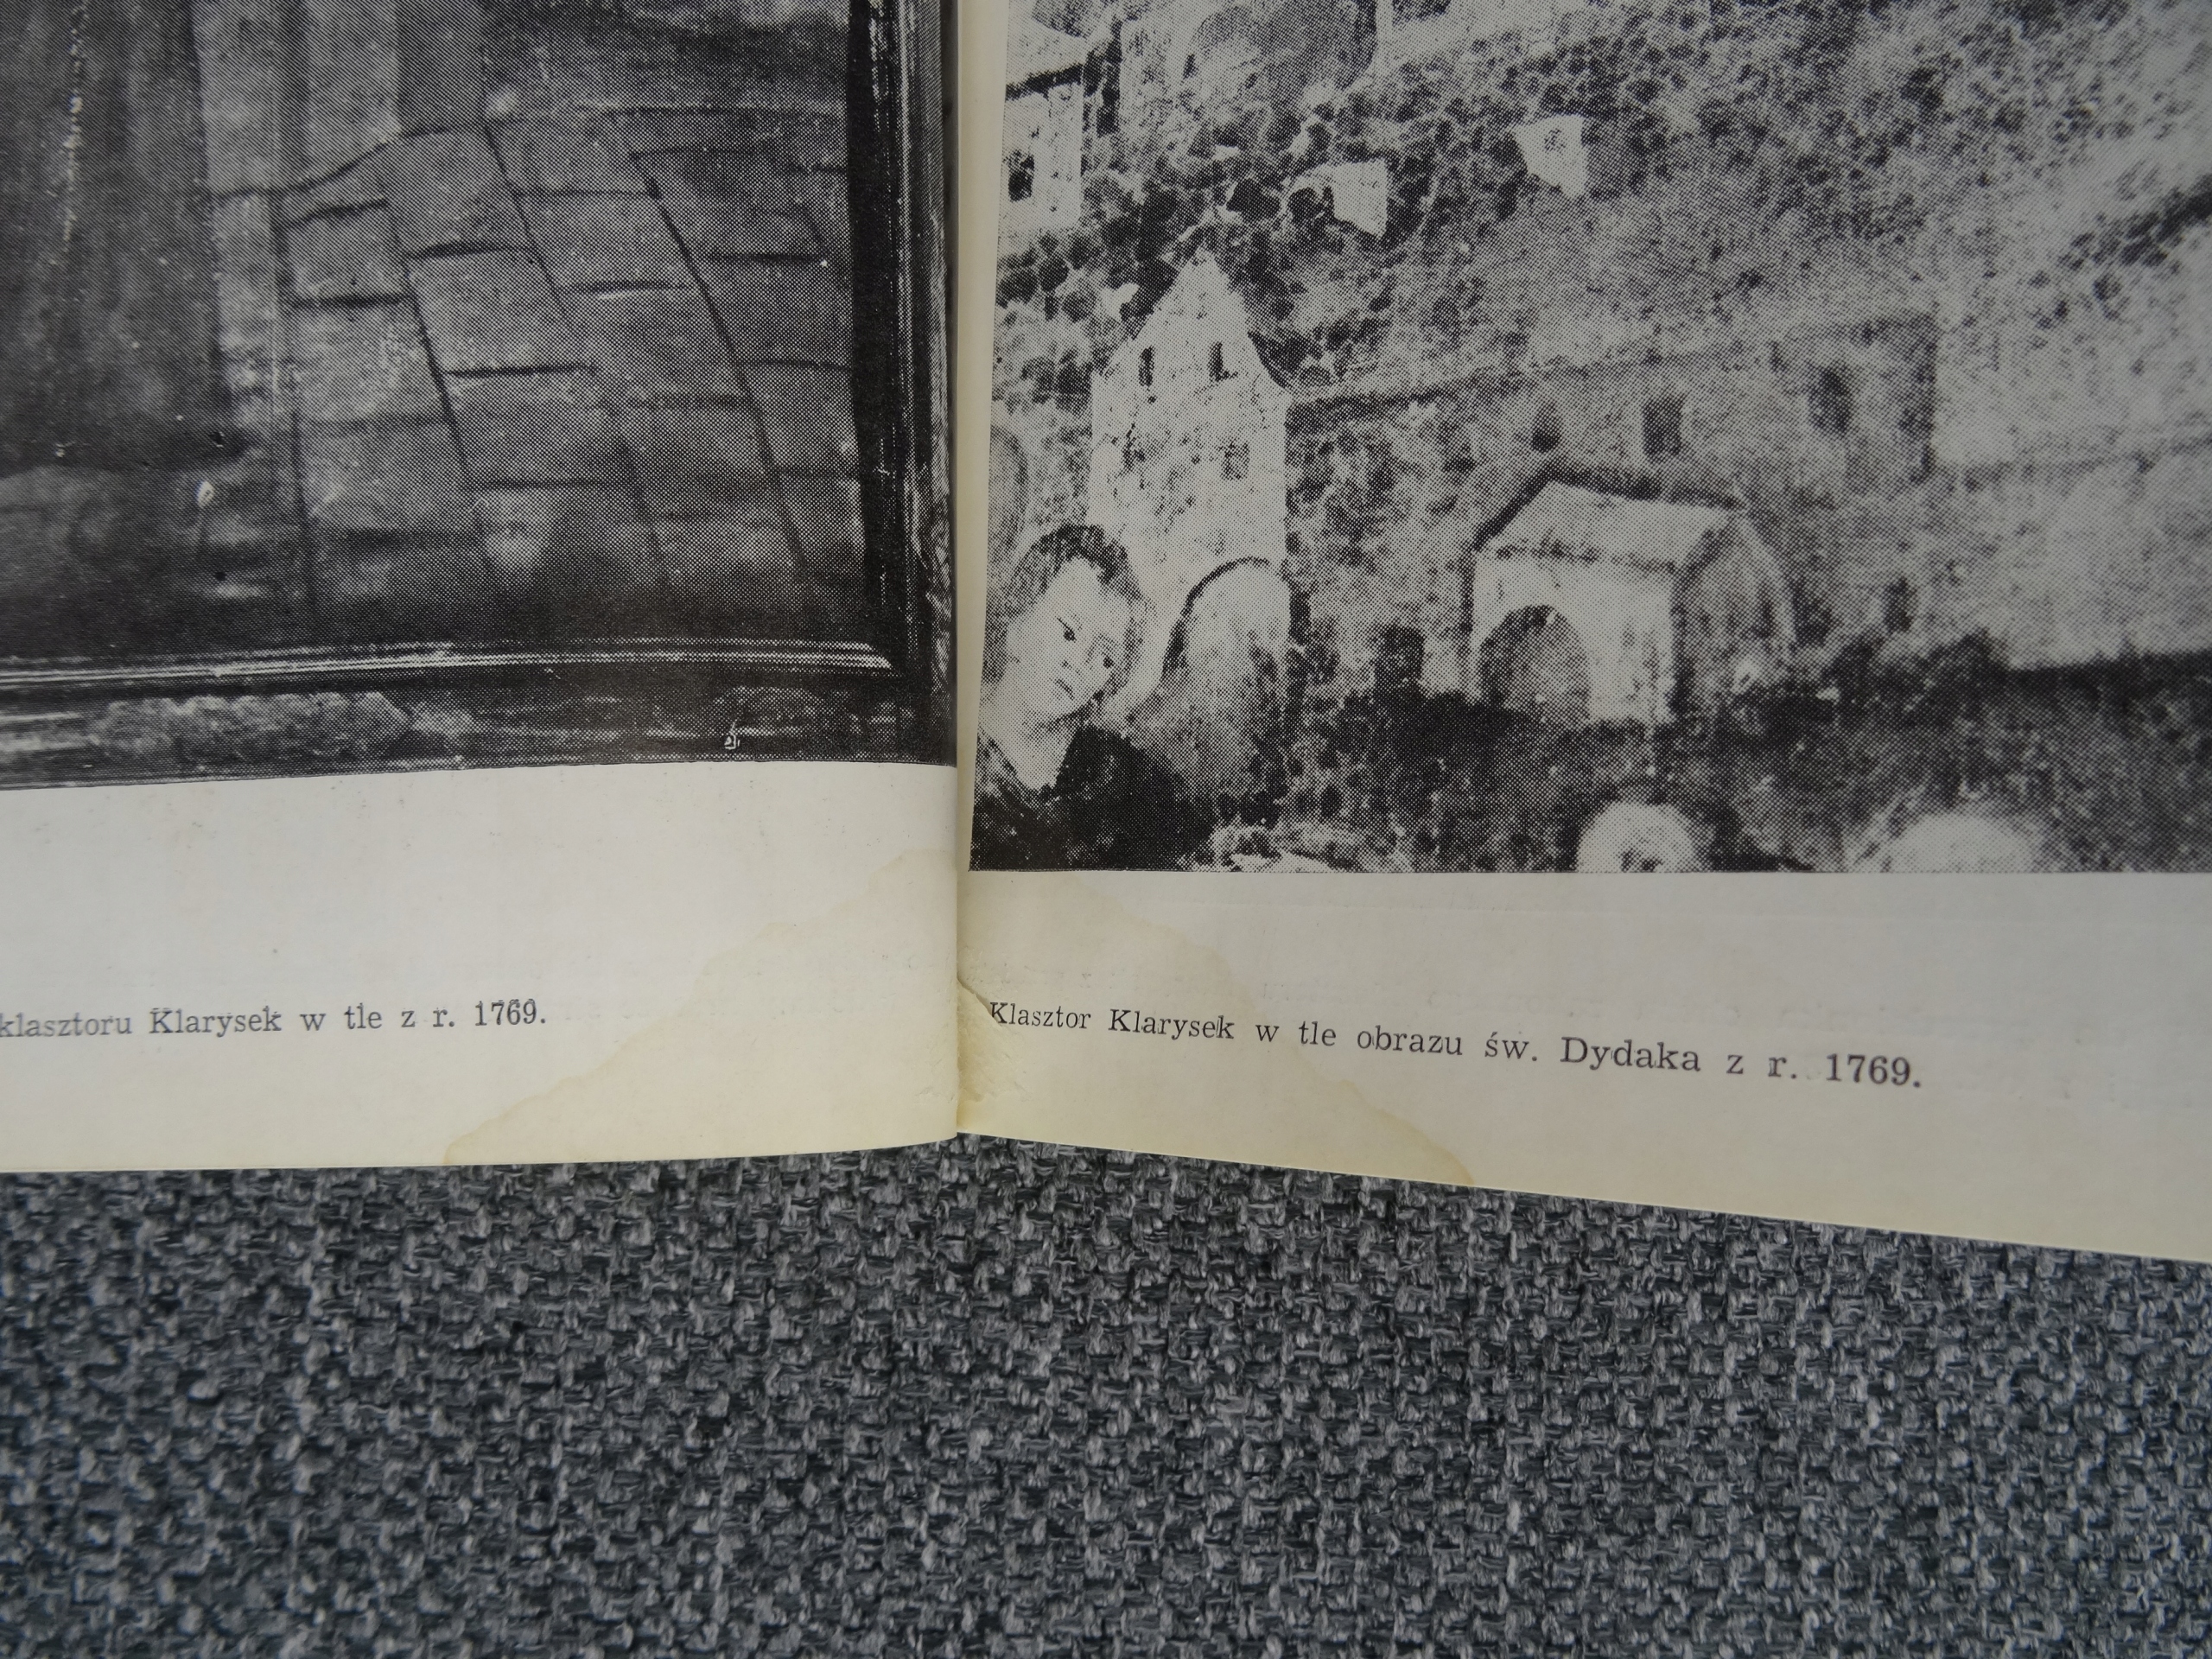 klasztoru Klarysek w tle z r. 1769.
Klasztor Klarysek w tle obrazu św. Dydaka z r. 1769.